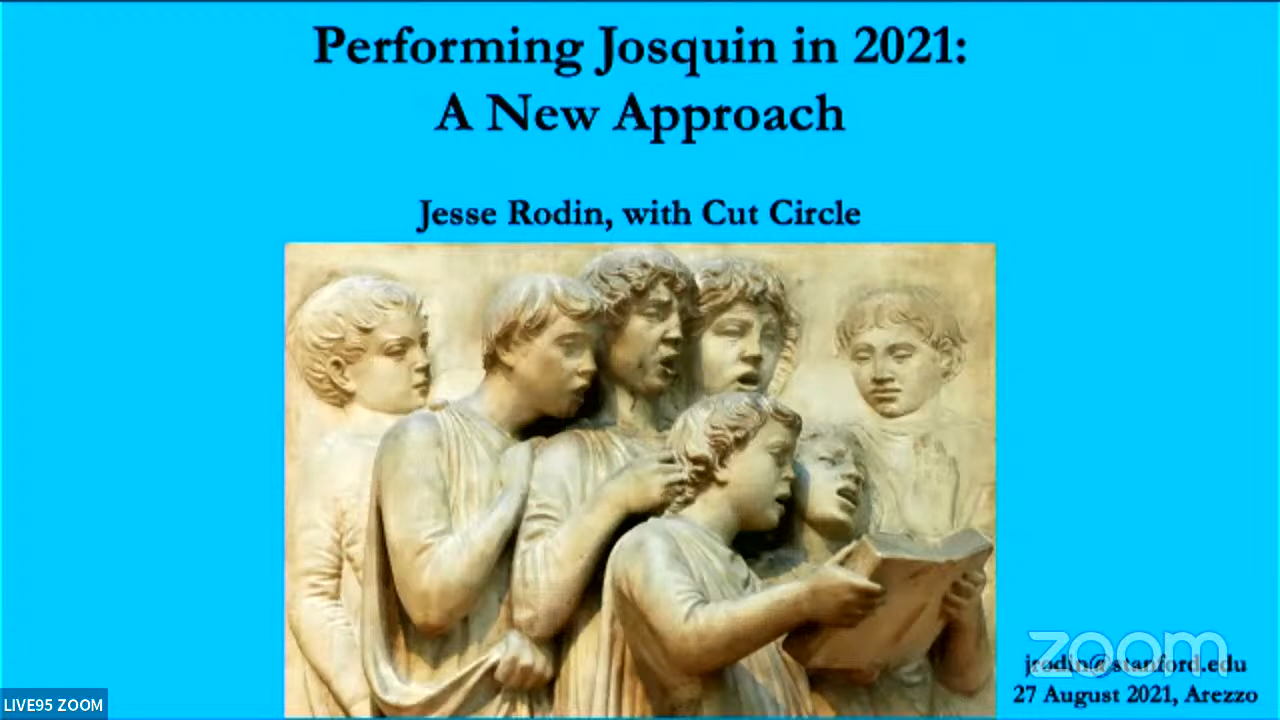 Performing Josquin in 2021:
A New Approach
Jesse Rodin, with Cut Circle
zoom
jrodin@stanford.edu
27 August 2021, Arezzo
LIVE95 ZOOM